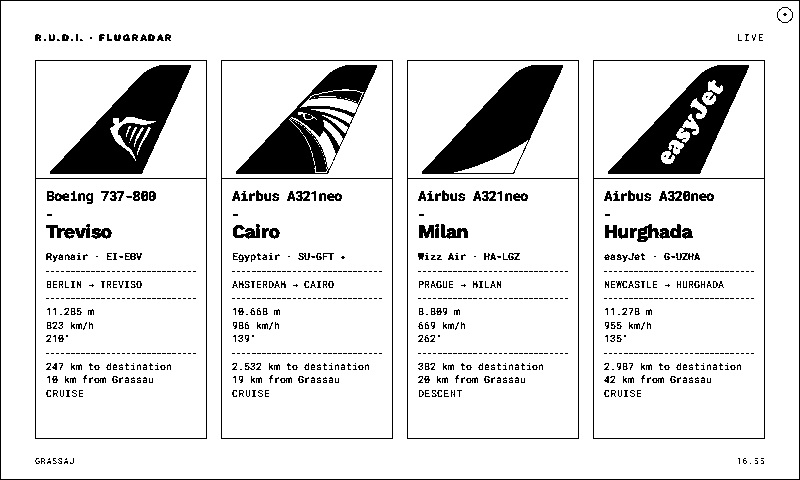 R.U.D.I. · FLUGRADAR
LIVE
Boeing 737-800
-
Treviso
Ryanair · EI-EBV
BERLIN → TREVISO
11.285 m
823 km/h
210°
247 km to destination
10 km from Grassau
CRUISE
Airbus A321neo
-
Cairo
Egyptair · SU-GFT ✦
AMSTERDAM → CAIRO
10.668 m
986 km/h
139°
2.532 km to destination
19 km from Grassau
CRUISE
Airbus A321neo
-
Milan
Wizz Air · HA-LGZ
PRAGUE → MILAN
8.809 m
669 km/h
262°
382 km to destination
20 km from Grassau
DESCENT
easyJet
Airbus A320neo
-
Hurghada
easyJet · G-UZHA
NEWCASTLE → HURGHADA
11.278 m
955 km/h
135°
2.987 km to destination
42 km from Grassau
CRUISE
GRASSAU
16.55